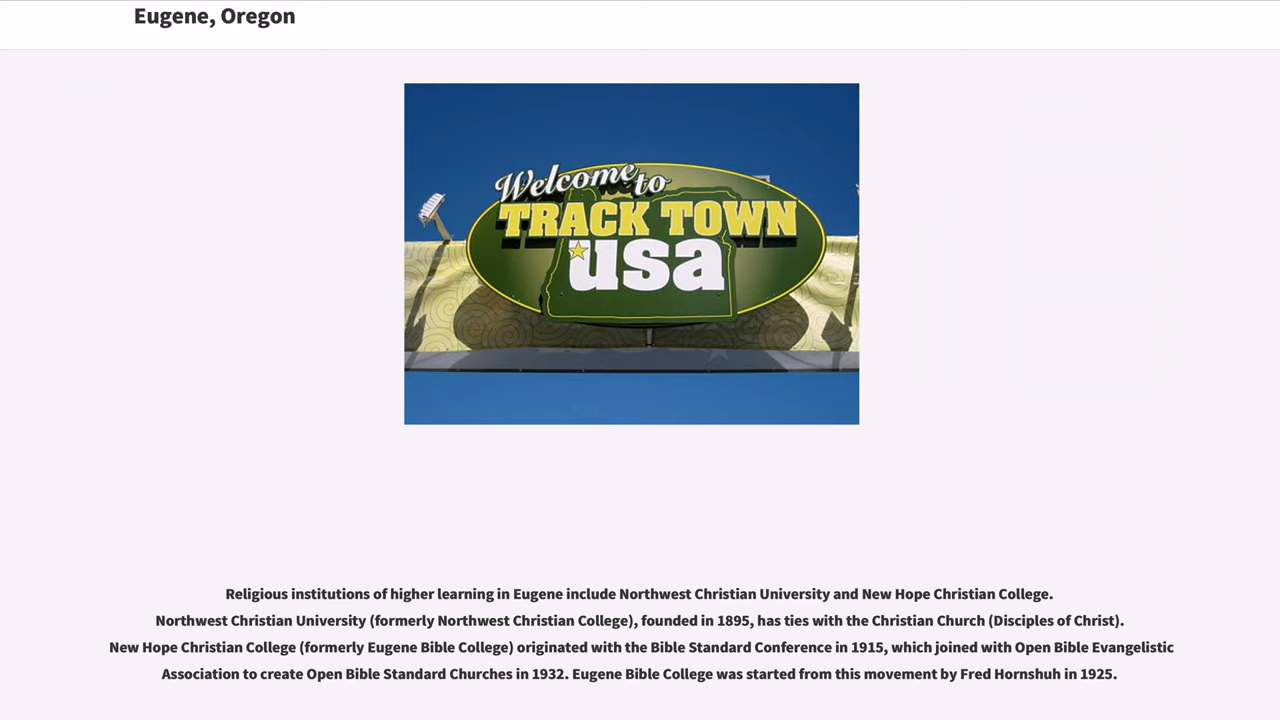 Eugene, Oregon
Welcome to
TRACK TOWN
usa
Religious institutions of higher learning in Eugene include Northwest Christian University and New Hope Christian College.
Northwest Christian University (formerly Northwest Christian College), founded in 1895, has ties with the Christian Church (Disciples of Christ).
New Hope Christian College (formerly Eugene Bible College) originated with the Bible Standard Conference in 1915, which joined with Open Bible Evangelistic
Association to create Open Bible Standard Churches in 1932. Eugene Bible College was started from this movement by Fred Hornshuh in 1925.